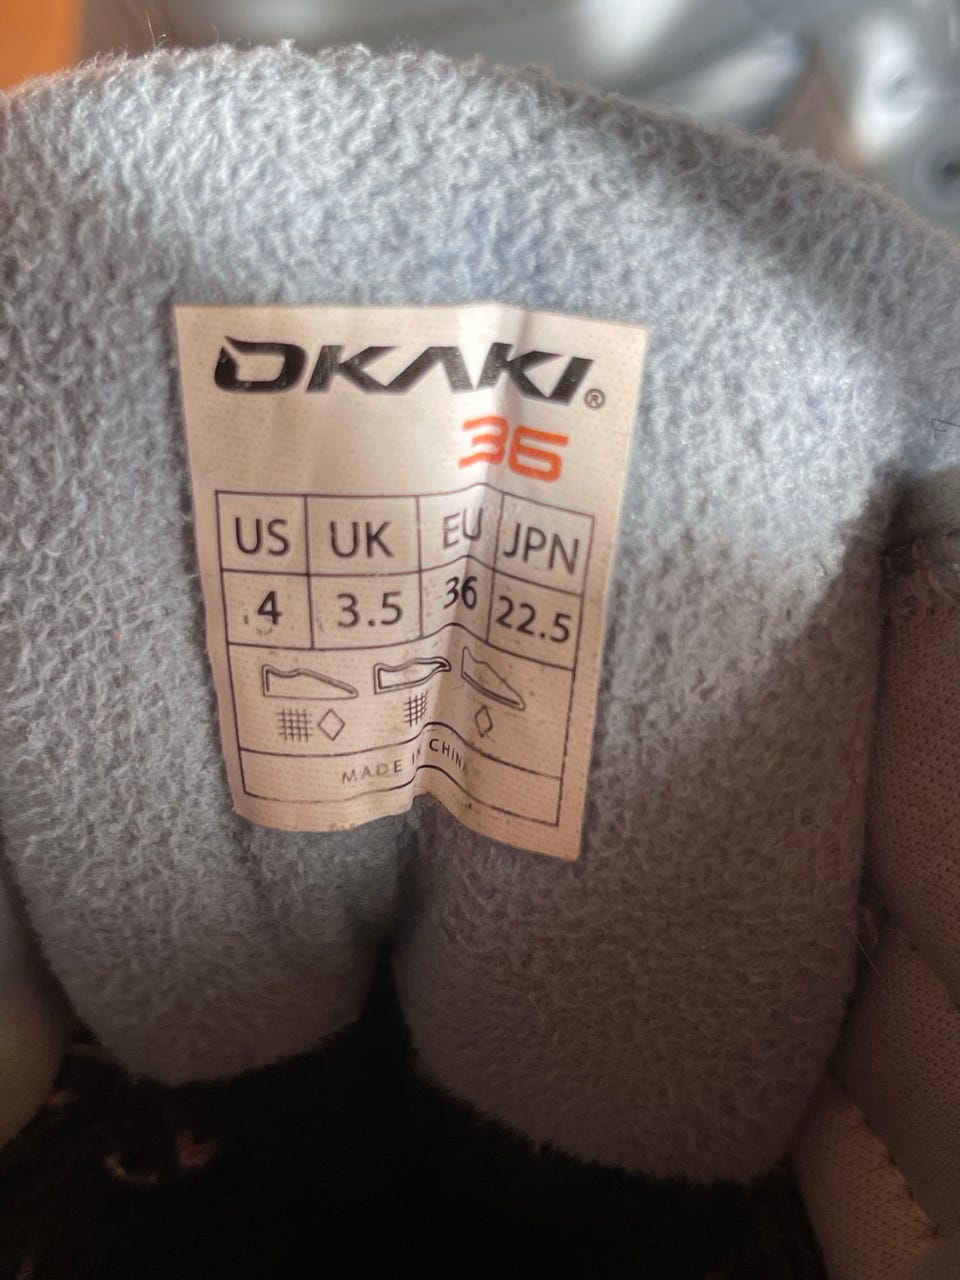 OKAKI®
36
US UK EU JPN
4 3.5 36 22.5
MADE IN CHINA